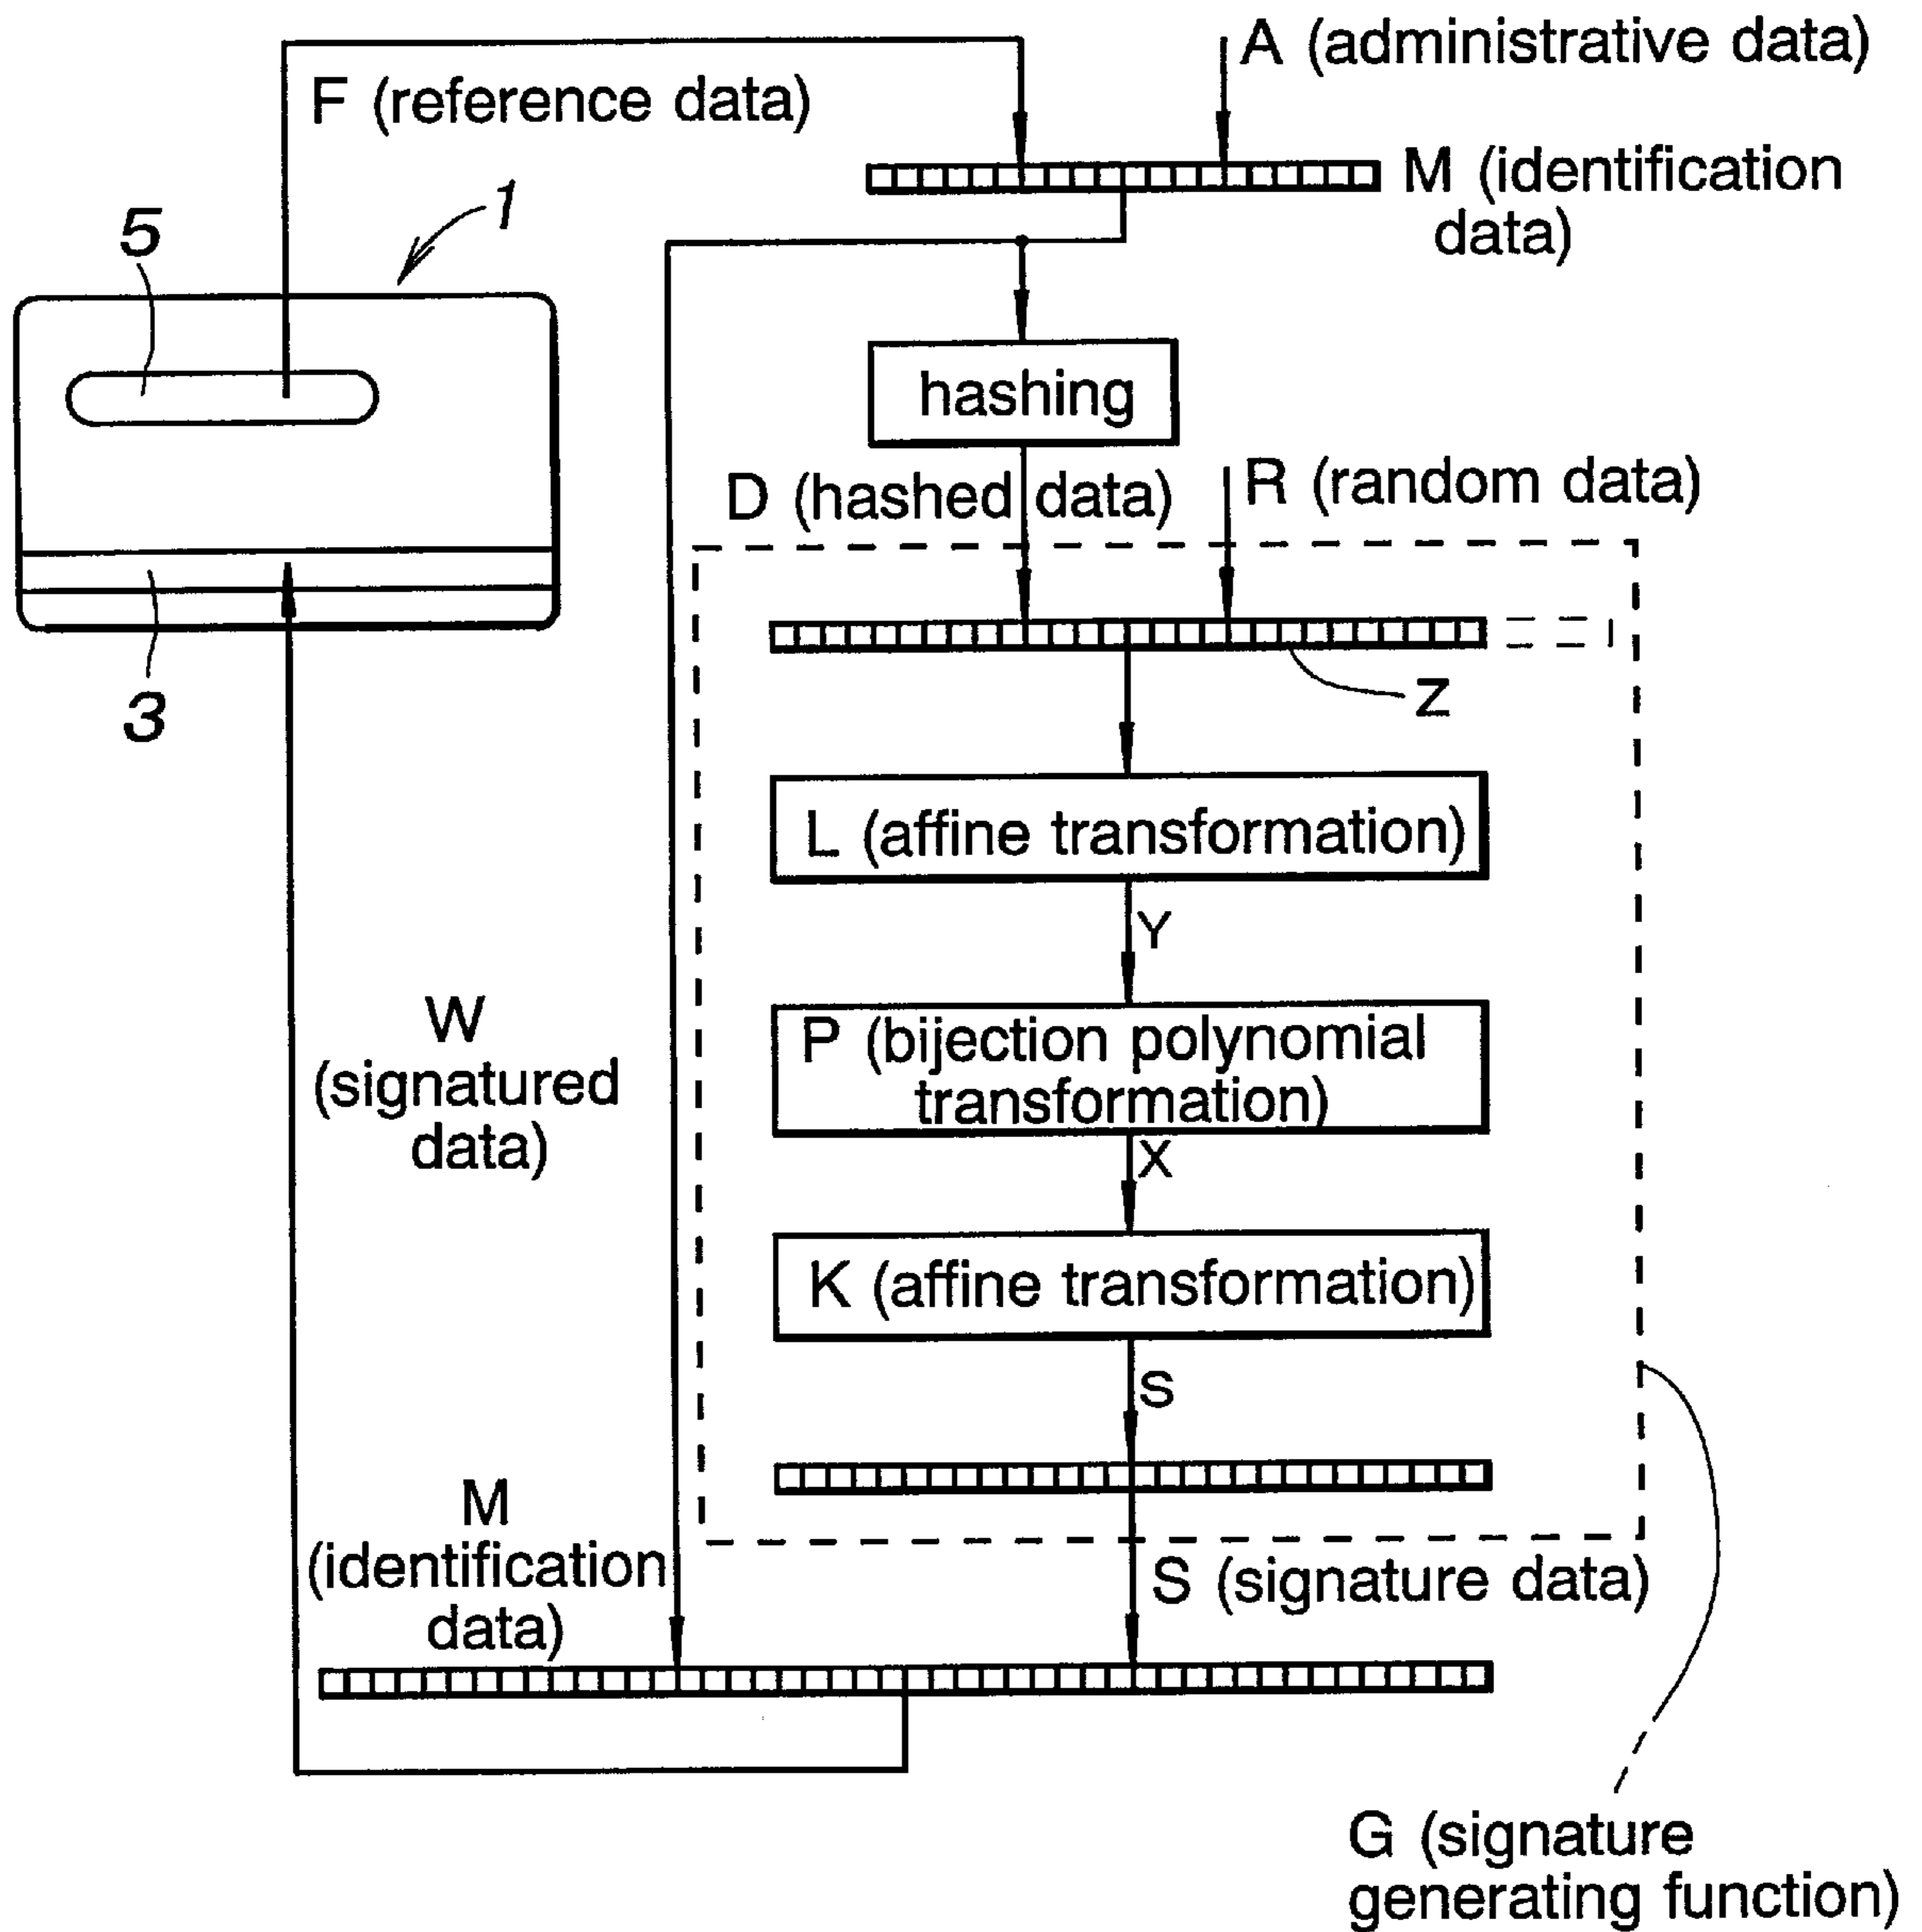 A (administrative data)
F (reference data)
M (identification
data)
1
5
hashing
D (hashed data)
R (random data)
3
Z
L (affine transformation)
Y
W
(signatured
data)
P (bijection polynomial
transformation)
X
K (affine transformation)
S
M
(identification
data)
S (signature data)
G (signature
generating function)